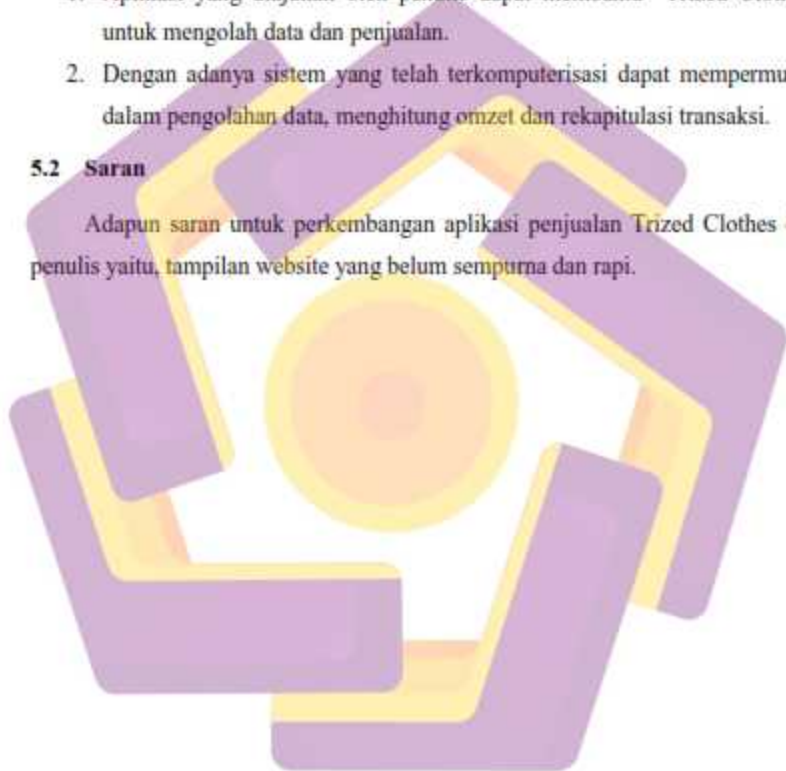 untuk mengolah data dan penjualan.
2. Dengan adanya sistem yang telah terkomputerisasi dapat mempermu
dalam pengolahan data, menghitung omzet dan rekapitulasi transaksi.
5.2 Saran
Adapun saran untuk perkembangan aplikasi penjualan Trized Clothes
penulis yaitu, tampilan website yang belum sempurna dan rapi.